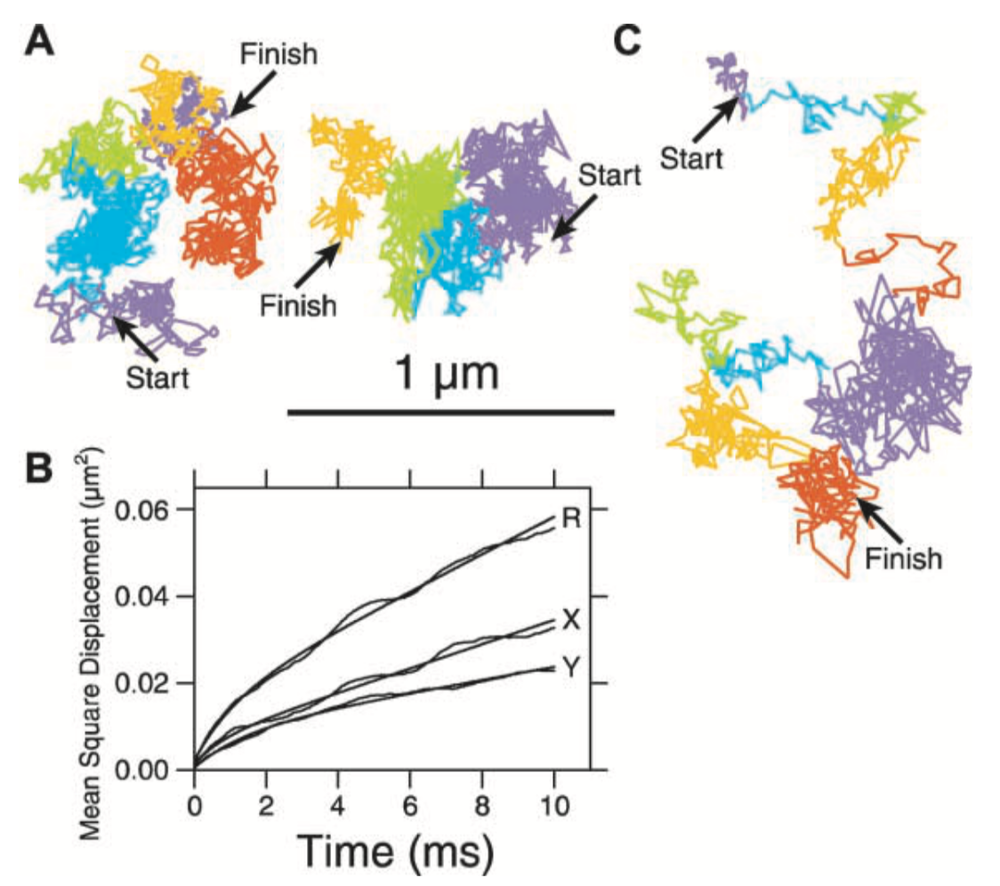 A
Finish
Start
Start
Finish
1 μm
C
Start
Finish
B
Mean Square Displacement (μm²)
0.06
0.04
0.02
0.00
R
X
Y
0 2 4 6 8 10
Time (ms)